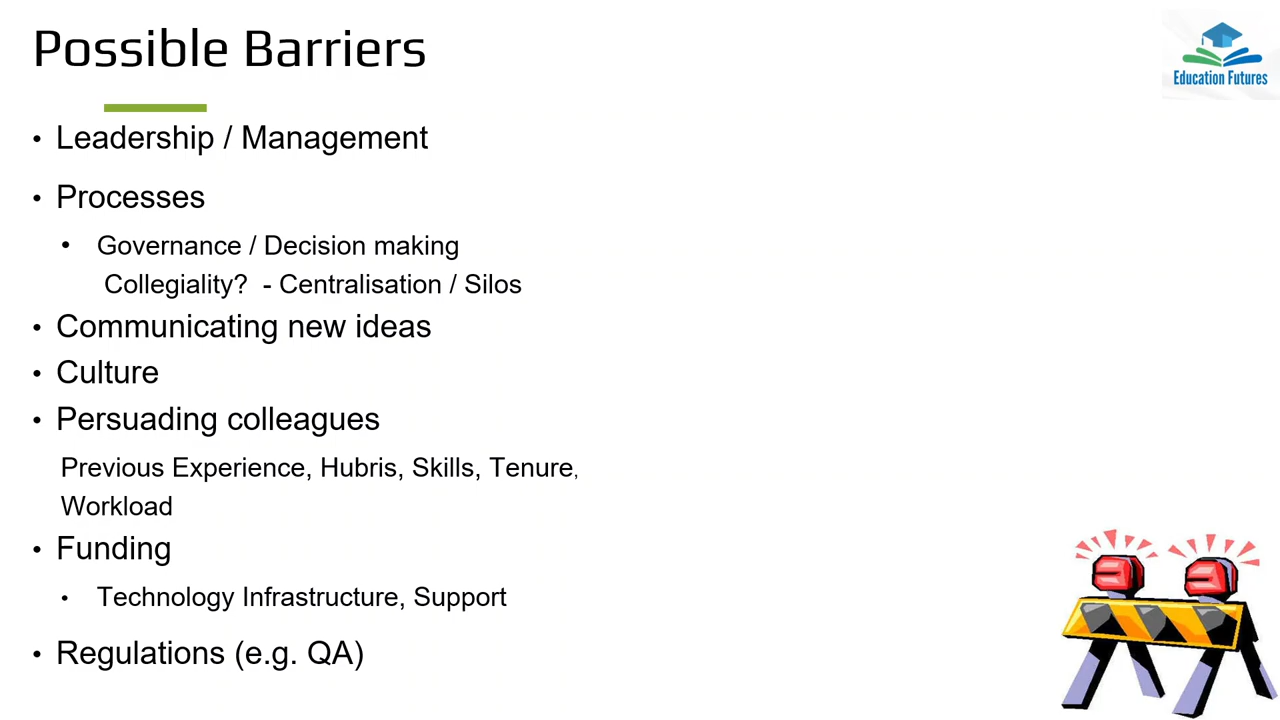 Possible Barriers
Education Futures
• Leadership / Management
• Processes
• Governance / Decision making
Collegiality? - Centralisation / Silos
• Communicating new ideas
• Culture
• Persuading colleagues
Previous Experience, Hubris, Skills, Tenure,
Workload
• Funding
• Technology Infrastructure, Support
• Regulations (e.g. QA)